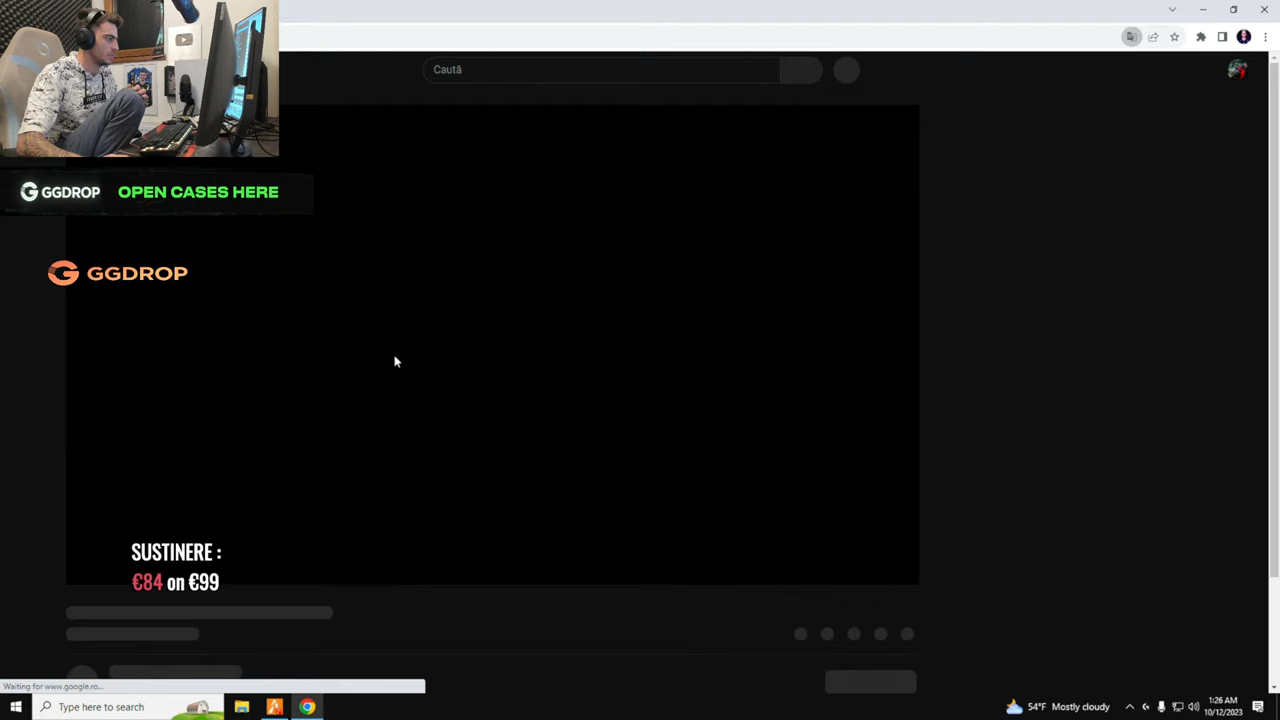 Caută
GGDROP OPEN CASES HERE
GGDROP
SUSTINERE :
€84 on €99
Waiting for www.google.ro...
Type here to search
54°F Mostly cloudy
1:26 AM
10/12/2023